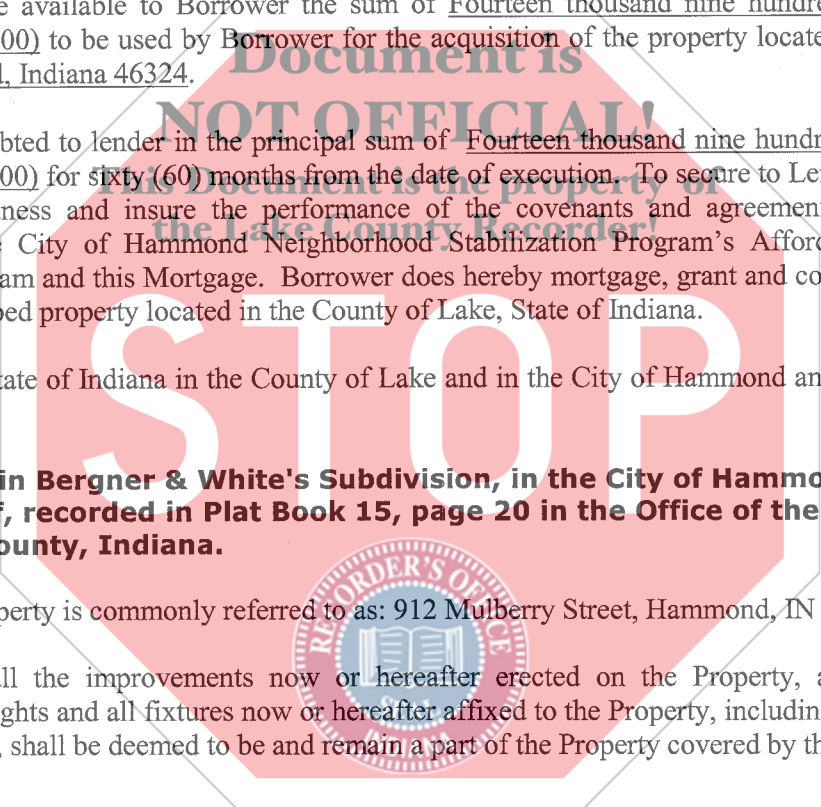 e available to Borrower the sum of Fourteen thousand nine hundre
00) to be used by Borrower for the acquisition of the property locate
, Indiana 46324.
Document is
NOT OFFICIAL!
This Document is the property of
the Lake County Recorder!
bted to lender in the principal sum of Fourteen thousand nine hundr
00) for sixty (60) months from the date of execution. To secure to Le
ness and insure the performance of the covenants and agreement
City of Hammond Neighborhood Stabilization Program's Afford
am and this Mortgage. Borrower does hereby mortgage, grant and co
bed property located in the County of Lake, State of Indiana.
tate of Indiana in the County of Lake and in the City of Hammond an
STOP
in Bergner & White's Subdivision, in the City of Hammo
f, recorded in Plat Book 15, page 20 in the Office of the
ounty, Indiana.
perty is commonly referred to as: 912 Mulberry Street, Hammond, IN
RECORDER'S OFFICE
SEAL
INDIANA
ll the improvements now or hereafter erected on the Property, a
ghts and all fixtures now or hereafter affixed to the Property, includin
, shall be deemed to be and remain a part of the Property covered by th